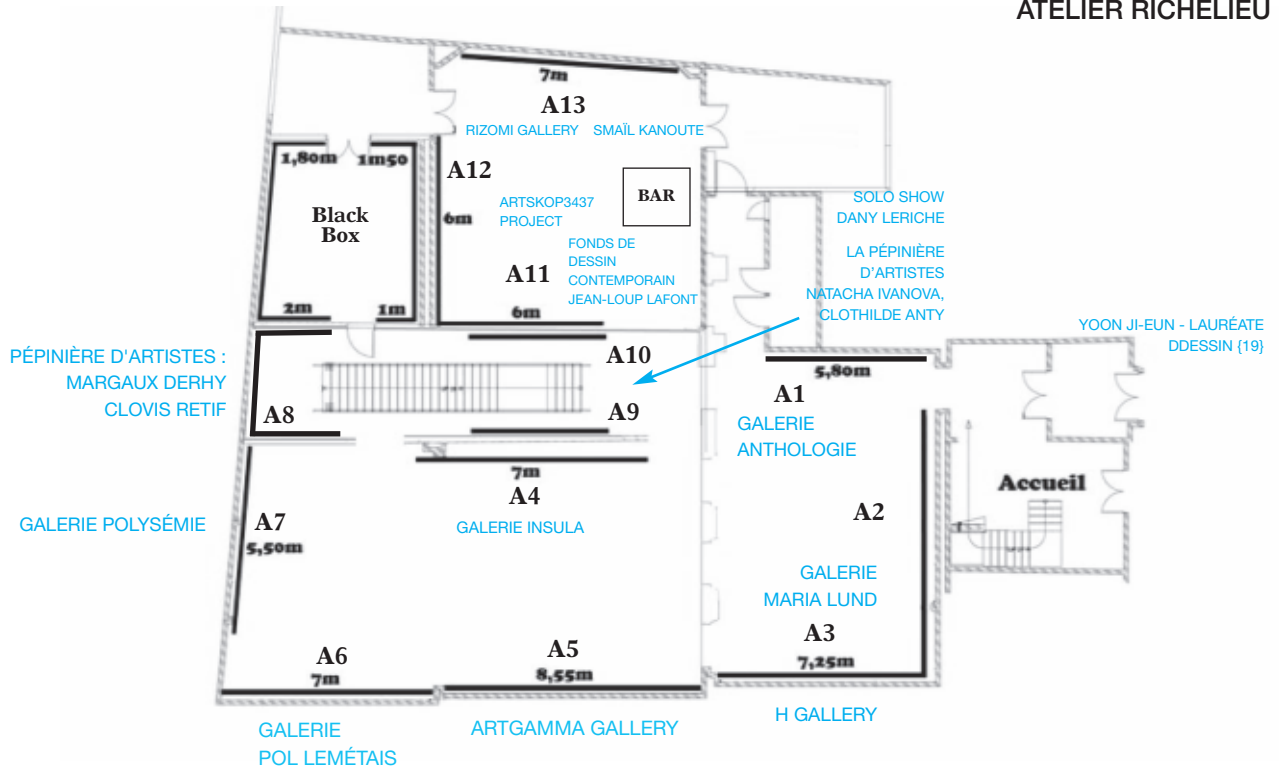 ATELIER RICHELIEU
7m
A13
RIZOMI GALLERY SMAÏL KANOUTE
1,80m 1m50
A12
BAR
ARTSKOP3437
PROJECT
6m
Black
Box
SOLO SHOW
DANY LERICHE
FONDS DE
DESSIN
CONTEMPORAIN
JEAN-LOUP LAFONT
A11
LA PÉPINIÈRE
D'ARTISTES
NATACHA IVANOVA,
CLOTHILDE ANTY
2m 1m
6m
YOON JI-EUN - LAURÉATE
DDESSIN {19}
PÉPINIÈRE D'ARTISTES :
MARGAUX DERHY
CLOVIS RETIF
A10
5,80m
A8
A9
A1
GALERIE
ANTHOLOGIE
7m
A4
GALERIE INSULA
Accueil
GALERIE POLYSÉMIE
A7
5,50m
A2
GALERIE
MARIA LUND
A3
7,25m
A6
7m
A5
8,55m
H GALLERY
GALERIE
POL LEMÉTAIS
ARTGAMMA GALLERY